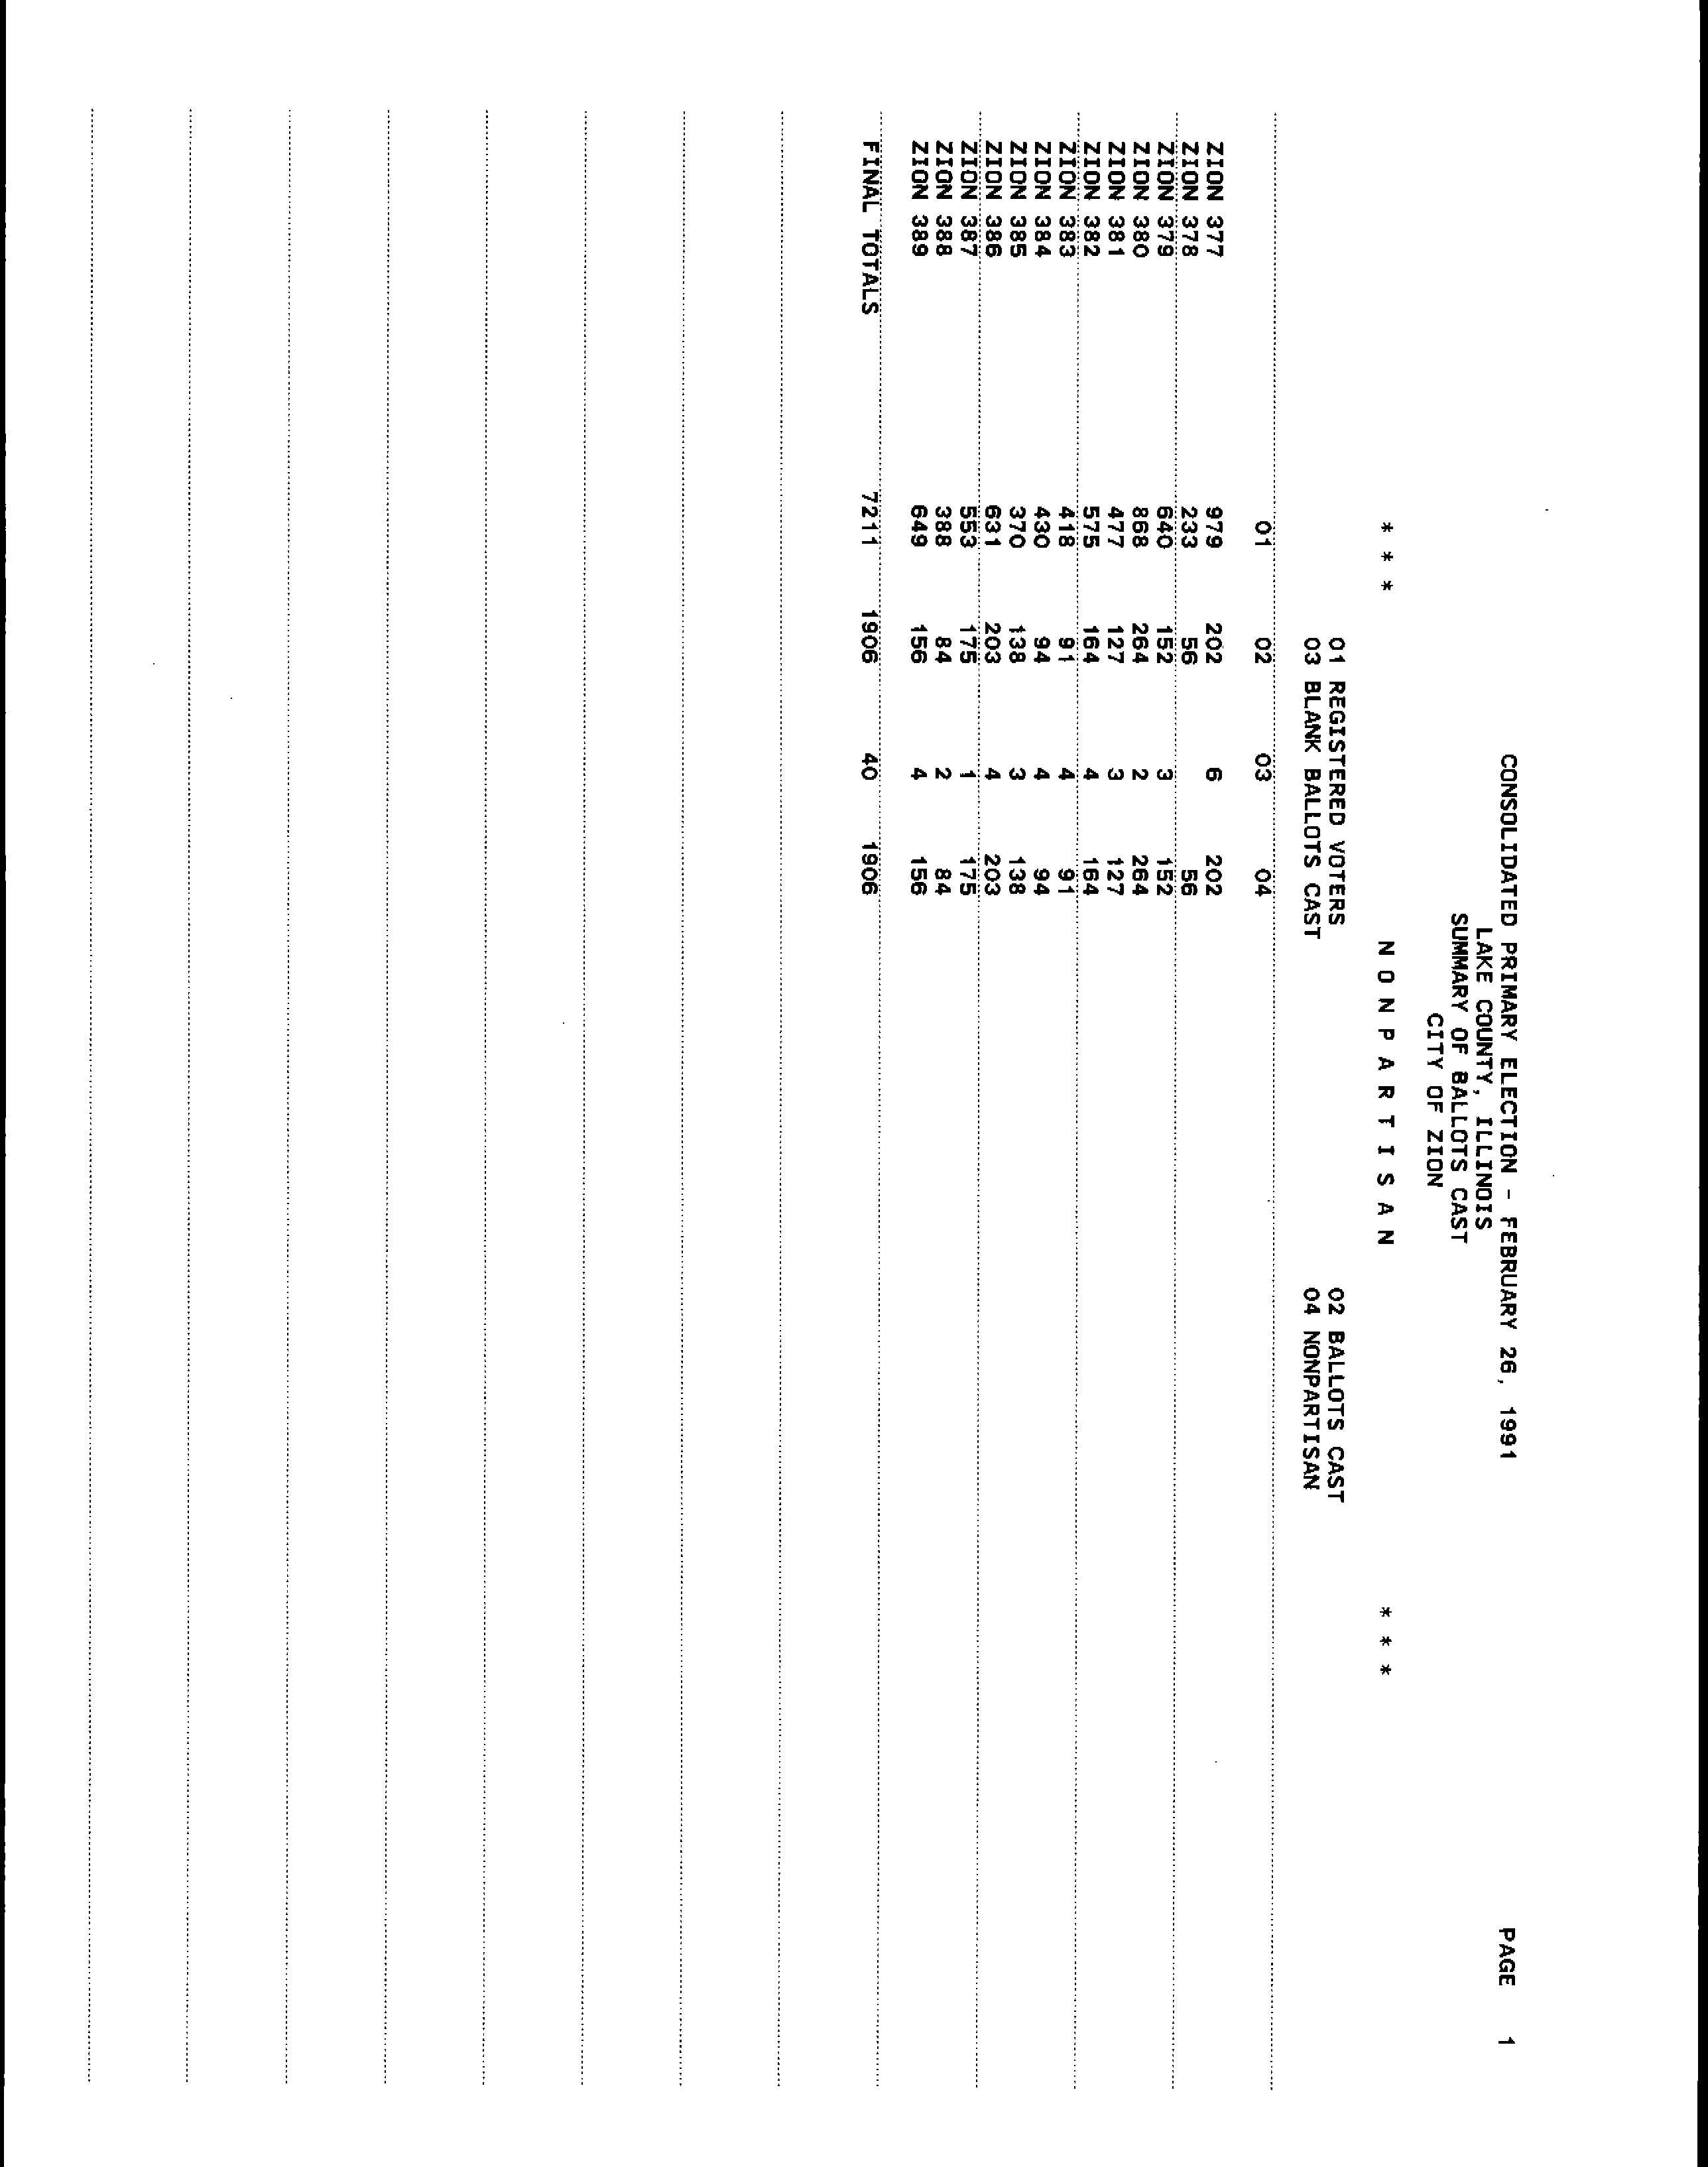 CONSOLIDATED PRIMARY ELECTION - FEBRUARY 26, 1991 PAGE 1
LAKE COUNTY, ILLINOIS
SUMMARY OF BALLOTS CAST
CITY OF ZION
* * * N O N P A R T I S A N * * *
01 REGISTERED VOTERS 02 BALLOTS CAST
03 BLANK BALLOTS CAST 04 NONPARTISAN
01 02 03 04
ZION 377 979 202 6 202
ZION 378 233 56 56
ZION 379 640 152 3 152
ZION 380 868 264 2 264
ZION 381 477 127 3 127
ZION 382 575 164 4 164
ZION 383 418 91 4 91
ZION 384 430 94 4 94
ZION 385 370 138 3 138
ZION 386 631 203 4 203
ZION 387 553 175 1 175
ZION 388 388 84 2 84
ZION 389 649 156 4 156
FINAL TOTALS 7211 1906 40 1906